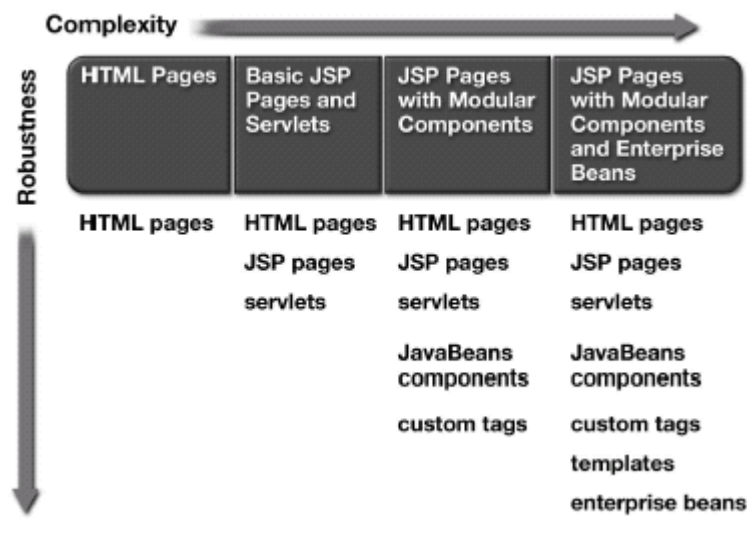 Complexity
Robustness
HTML Pages
Basic JSP
Pages and
Servlets
JSP Pages
with Modular
Components
JSP Pages
with Modular
Components
and Enterprise
Beans
HTML pages
HTML pages
JSP pages
servlets
HTML pages
JSP pages
servlets
JavaBeans
components
custom tags
HTML pages
JSP pages
servlets
JavaBeans
components
custom tags
templates
enterprise beans